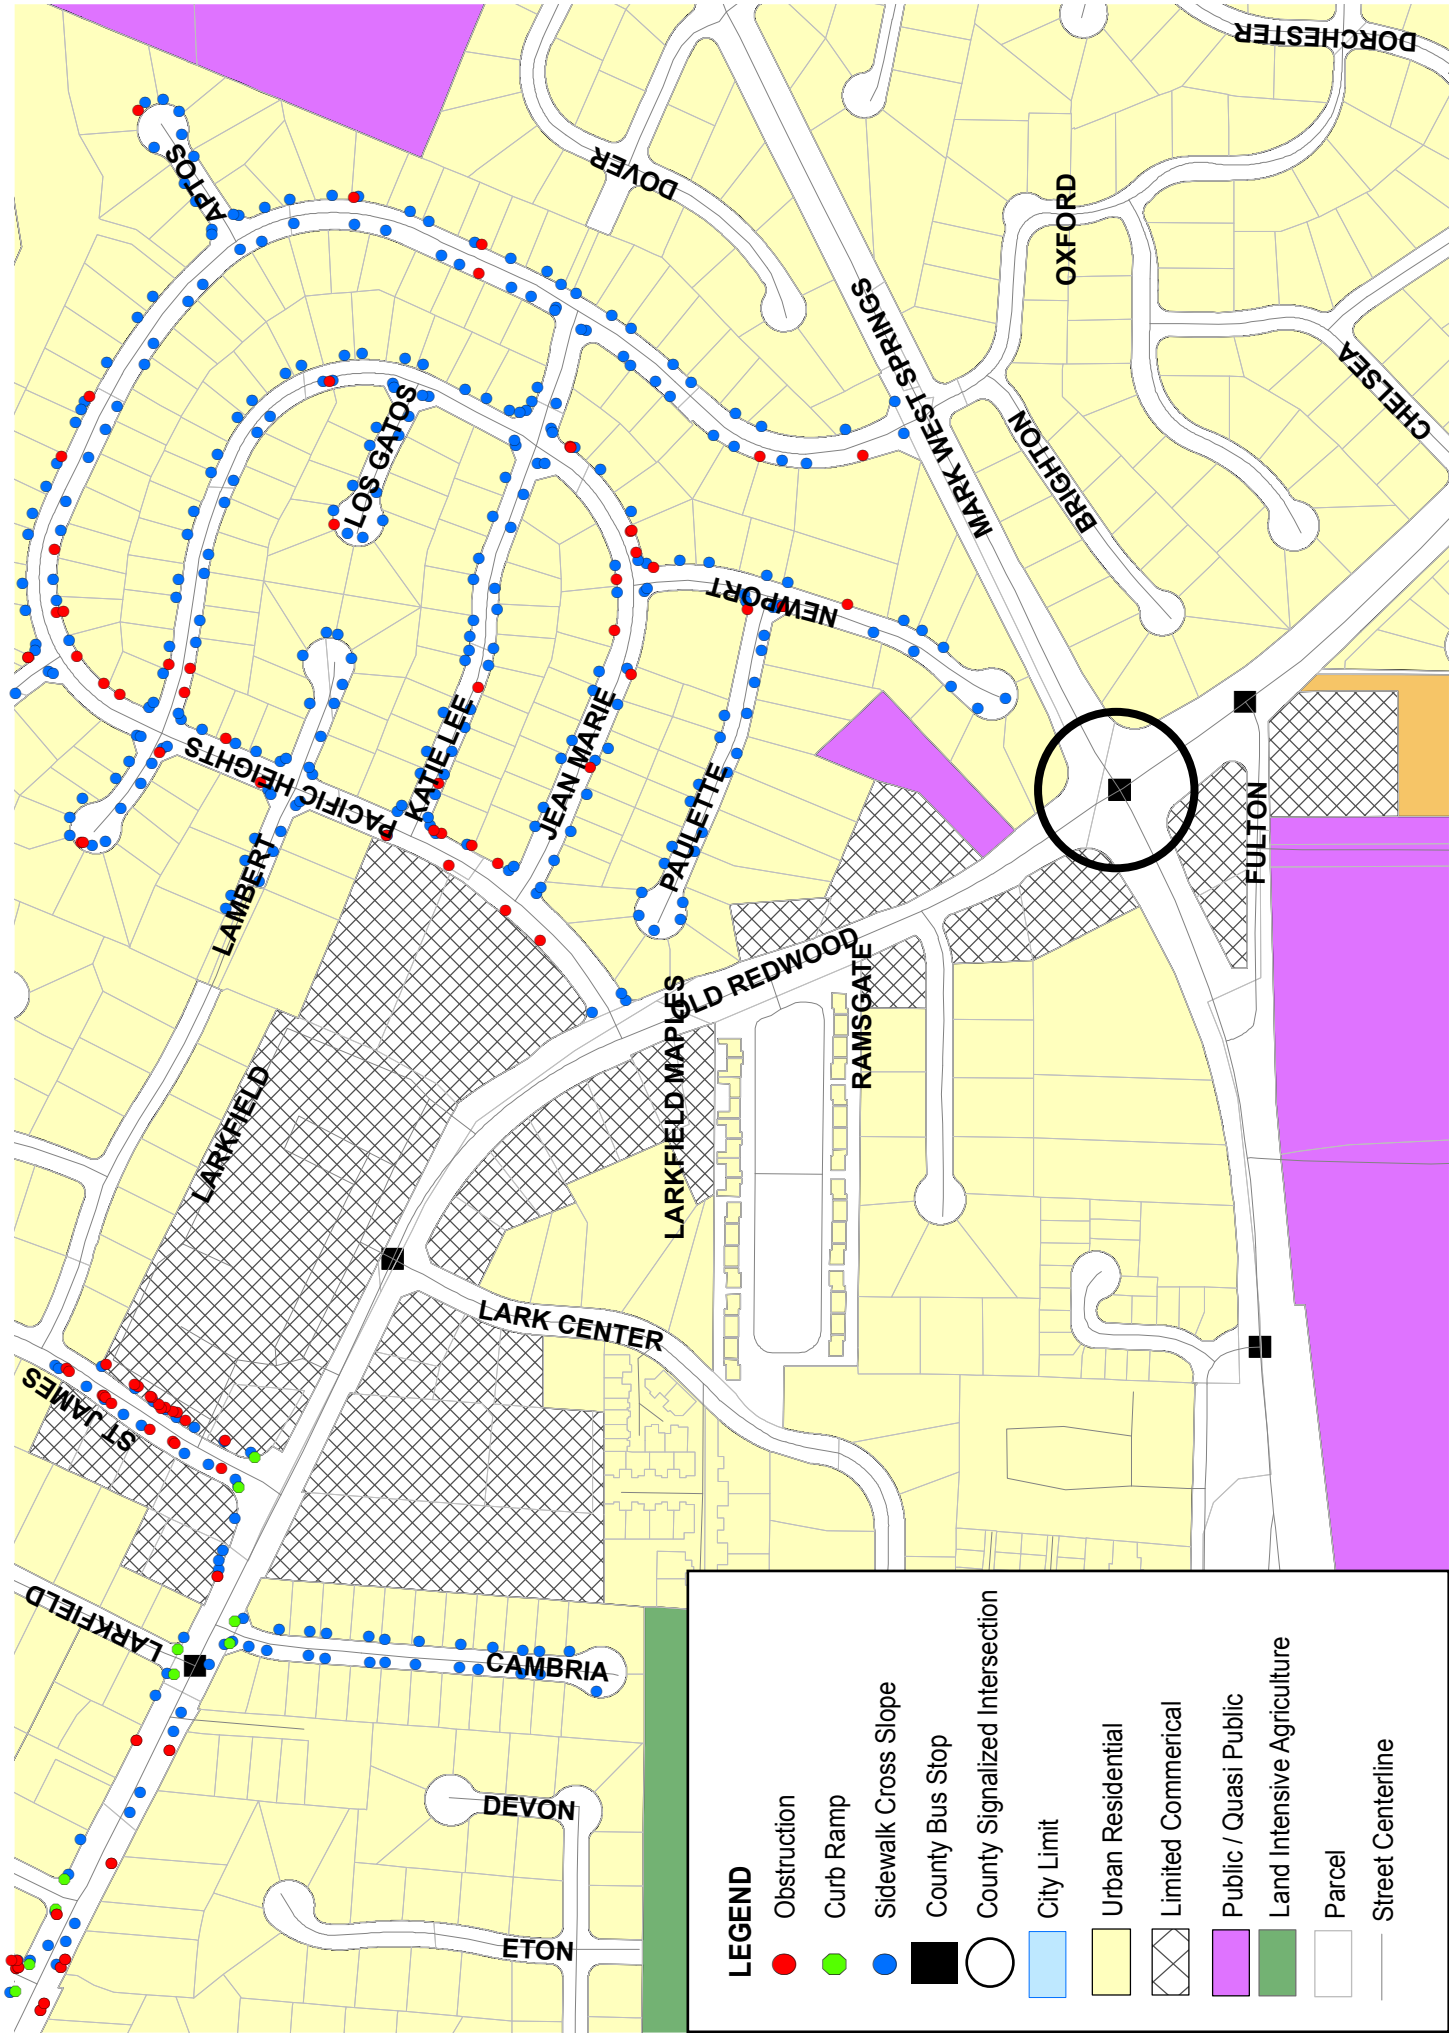 APTOS
DOVER
DORCHESTER
OXFORD
CHELSEA
MARK WEST SPRINGS
BRIGHTON
LOS GATOS
NEWPORT
KATIE LEE
JEAN MARIE
PACIFIC HEIGHTS
PAULETTE
LAMBERT
FULTON
OLD REDWOOD
RAMSGATE
LARKFIELD MAPLES
LARKFIELD
LARK CENTER
ST JAMES
LARKFIELD
CAMBRIA
DEVON
ETON
LEGEND
Obstruction
Curb Ramp
Sidewalk Cross Slope
County Bus Stop
County Signalized Intersection
City Limit
Urban Residential
Limited Commerical
Public / Quasi Public
Land Intensive Agriculture
Parcel
Street Centerline